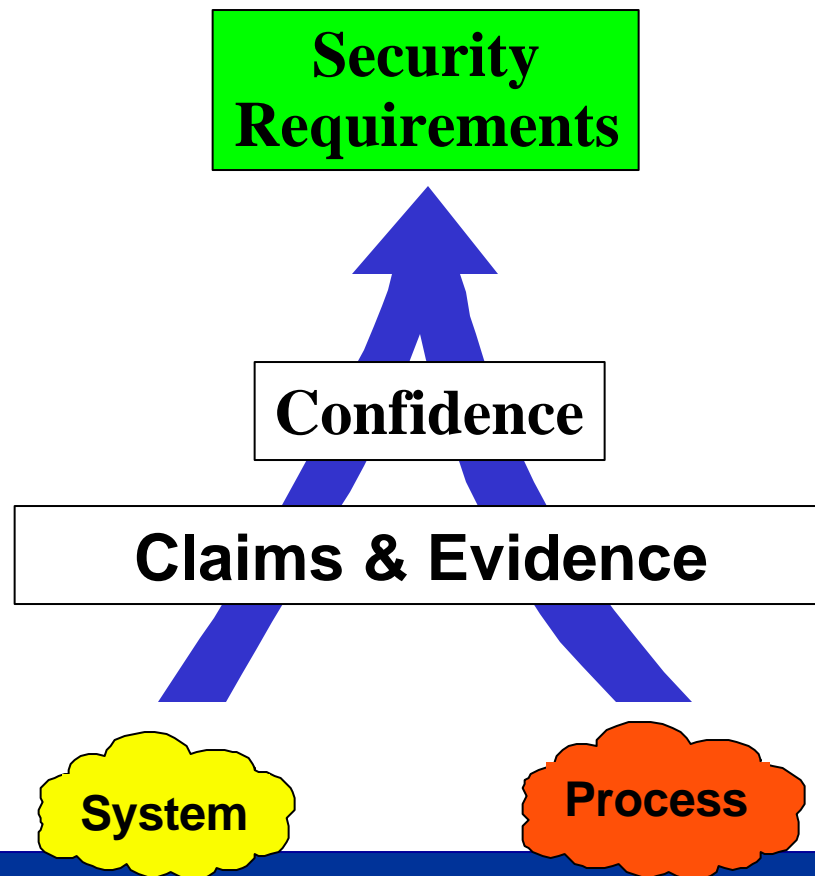 Security
Requirements
Confidence
Claims & Evidence
System
Process